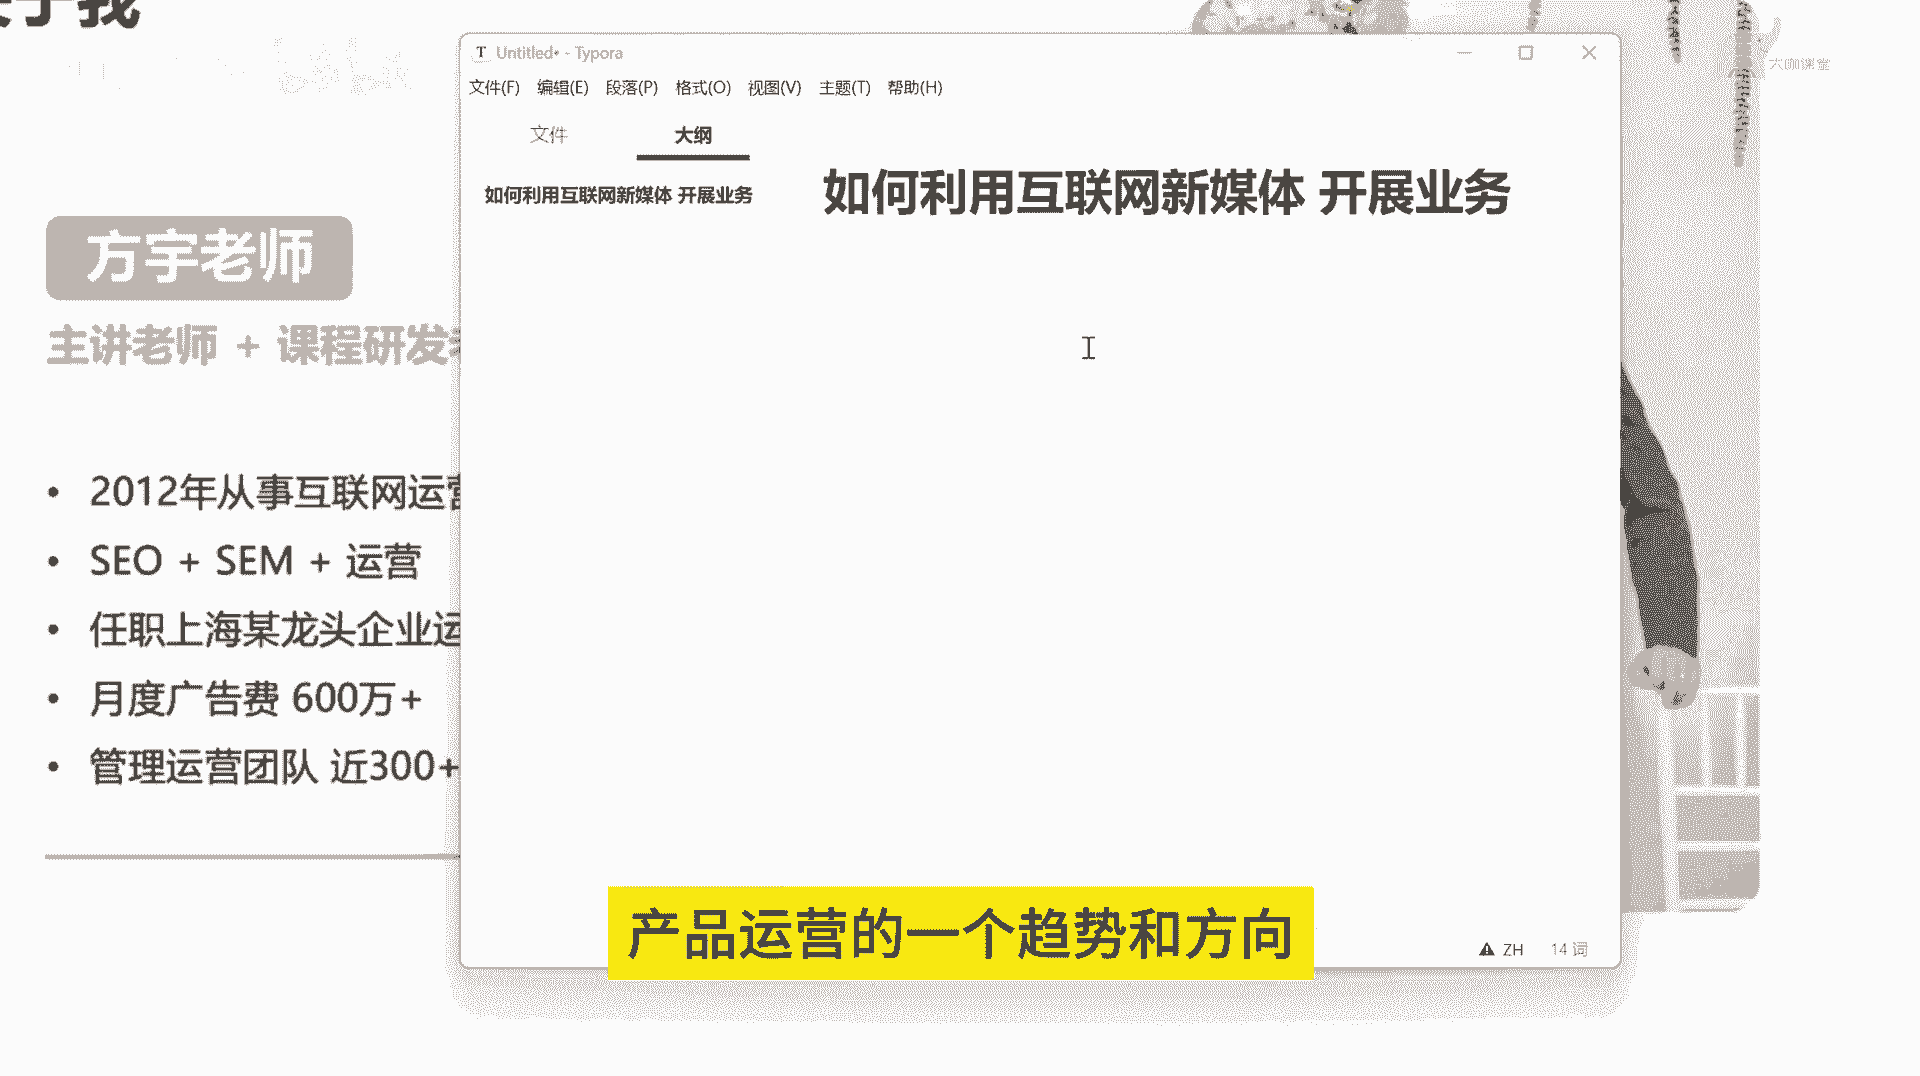 于我
大咖课堂
Untitled• - Typora
文件(F) 编辑(E) 段落(P) 格式(O) 视图(V) 主题(T) 帮助(H)
文件 大纲
如何利用互联网新媒体 开展业务
如何利用互联网新媒体 开展业务
方宇老师
主讲老师 + 课程研发
• 2012年从事互联网运营
• SEO + SEM + 运营
• 任职上海某龙头企业运
• 月度广告费 600万+
• 管理运营团队 近300+
产品运营的一个趋势和方向
ZH 14 词